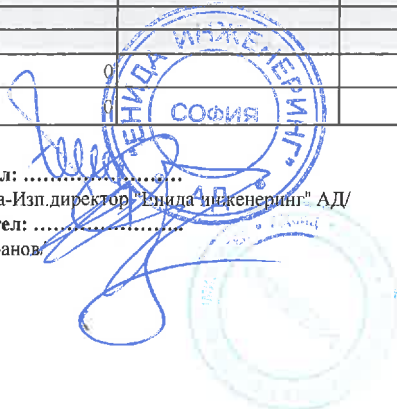 0
0
"ЕНИДА ИНЖЕНЕРИНГ"
СОФИЯ
АД
л: ........................
а-Изп.директор "Енида инженеринг" АД/
тел: ........................
анов/